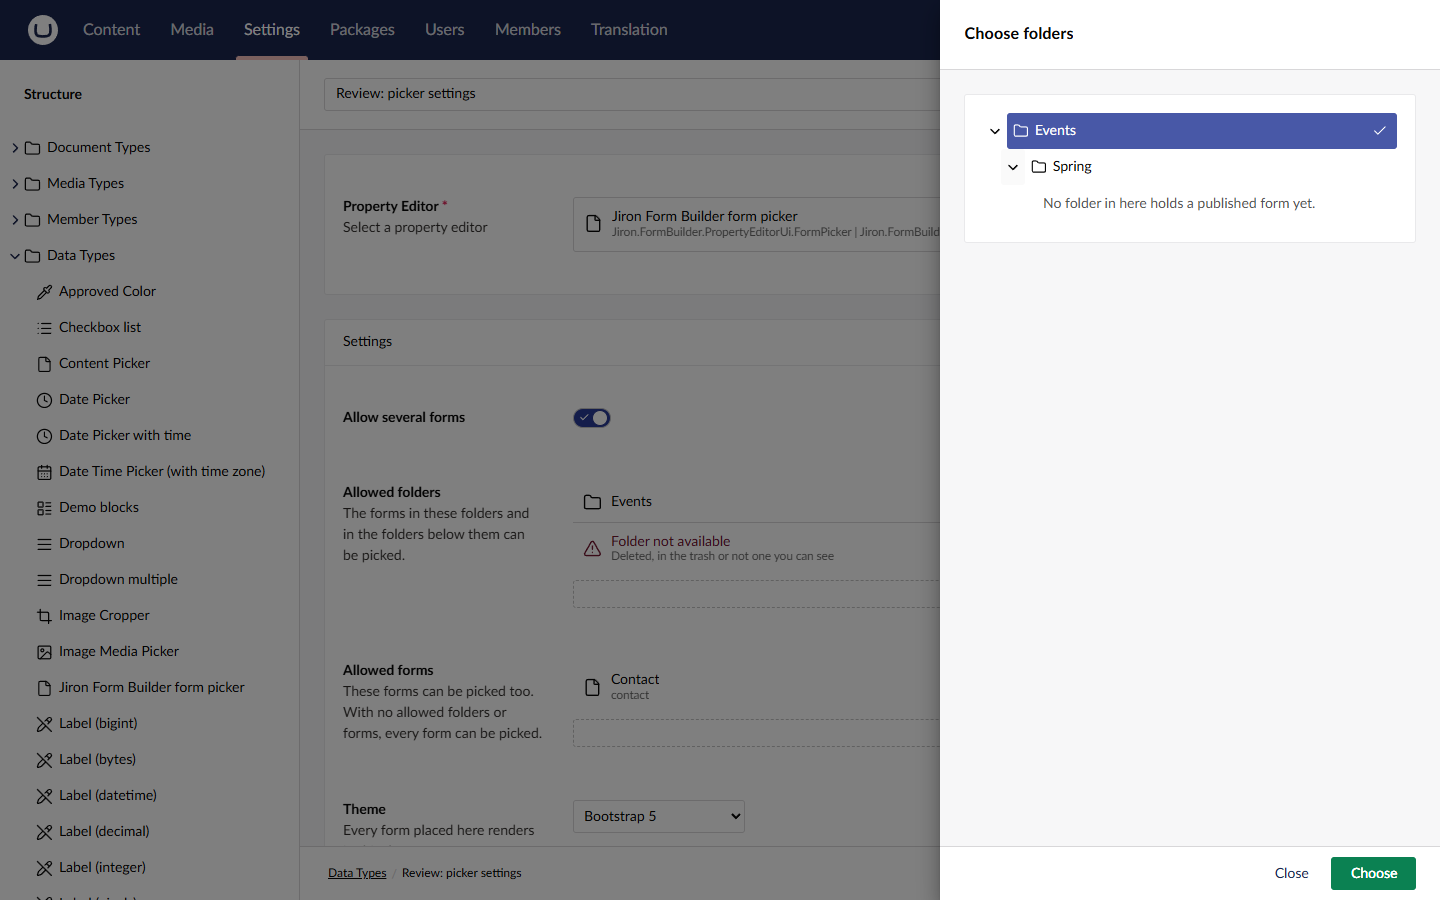 Content
Media
Settings
Packages
Users
Members
Translation
Structure
Document Types
Media Types
Member Types
Data Types
Approved Color
Checkbox list
Content Picker
Date Picker
Date Picker with time
Date Time Picker (with time zone)
Demo blocks
Dropdown
Dropdown multiple
Image Cropper
Image Media Picker
Jiron Form Builder form picker
Label (bigint)
Label (bytes)
Label (datetime)
Label (decimal)
Label (integer)
Review: picker settings
Property Editor *
Select a property editor
Jiron Form Builder form picker
Jiron.FormBuilder.PropertyEditorUi.FormPicker | Jiron.FormBuild
Settings
Allow several forms
Allowed folders
The forms in these folders and
in the folders below them can
be picked.
Events
Folder not available
Deleted, in the trash or not one you can see
Allowed forms
These forms can be picked too.
With no allowed folders or
forms, every form can be picked.
Contact
contact
Theme
Every form placed here renders
Bootstrap 5
Data Types / Review: picker settings
Choose folders
Events
Spring
No folder in here holds a published form yet.
Close
Choose